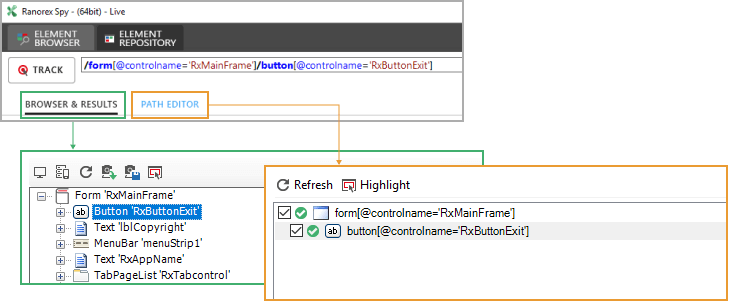 Ranorex Spy - (64bit) - Live
ELEMENT
BROWSER
ELEMENT
REPOSITORY
TRACK
/form[@controlname='RxMainFrame']/button[@controlname='RxButtonExit']
BROWSER & RESULTS
PATH EDITOR
Form 'RxMainFrame'
ab
Button 'RxButtonExit'
Text 'lblCopyright'
MenuBar 'menuStrip1'
Text 'RxAppName'
TabPageList 'RxTabcontrol'
Refresh
Highlight
form[@controlname='RxMainFrame']
ab
button[@controlname='RxButtonExit']